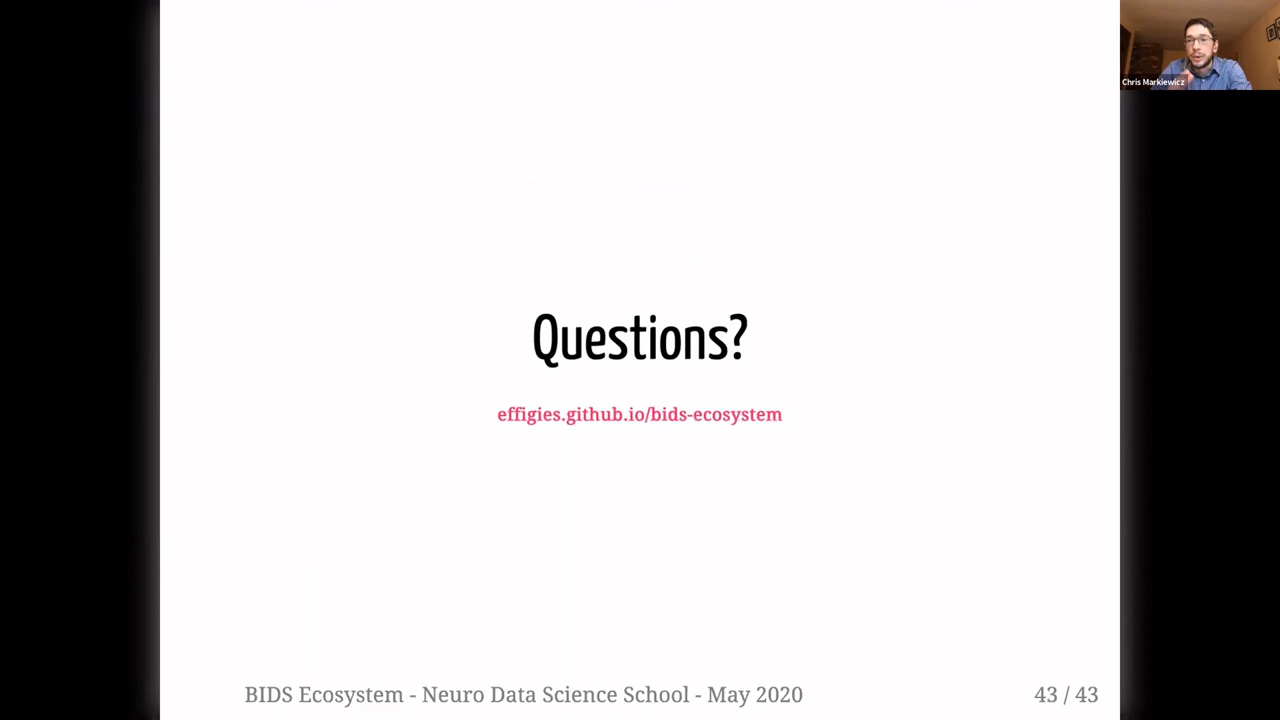 Chris Markiewicz
Questions?
effigies.github.io/bids-ecosystem
BIDS Ecosystem - Neuro Data Science School - May 2020
43 / 43